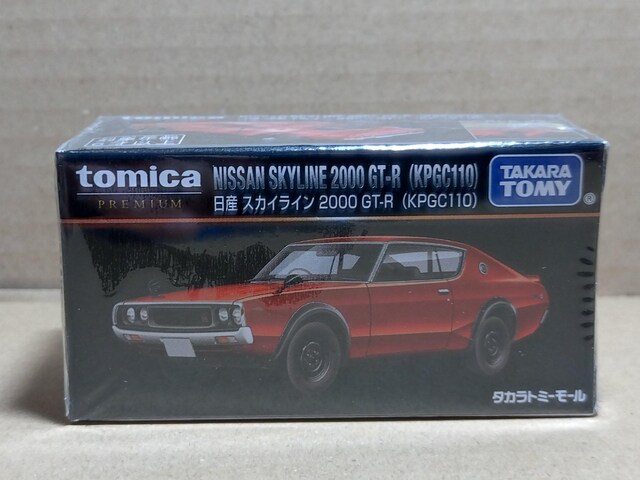 tomica
PREMIUM
NISSAN SKYLINE 2000 GT-R (KPGC110)
日産 スカイライン 2000 GT-R (KPGC110)
TAKARA
TOMY
®
タカラトミーモール